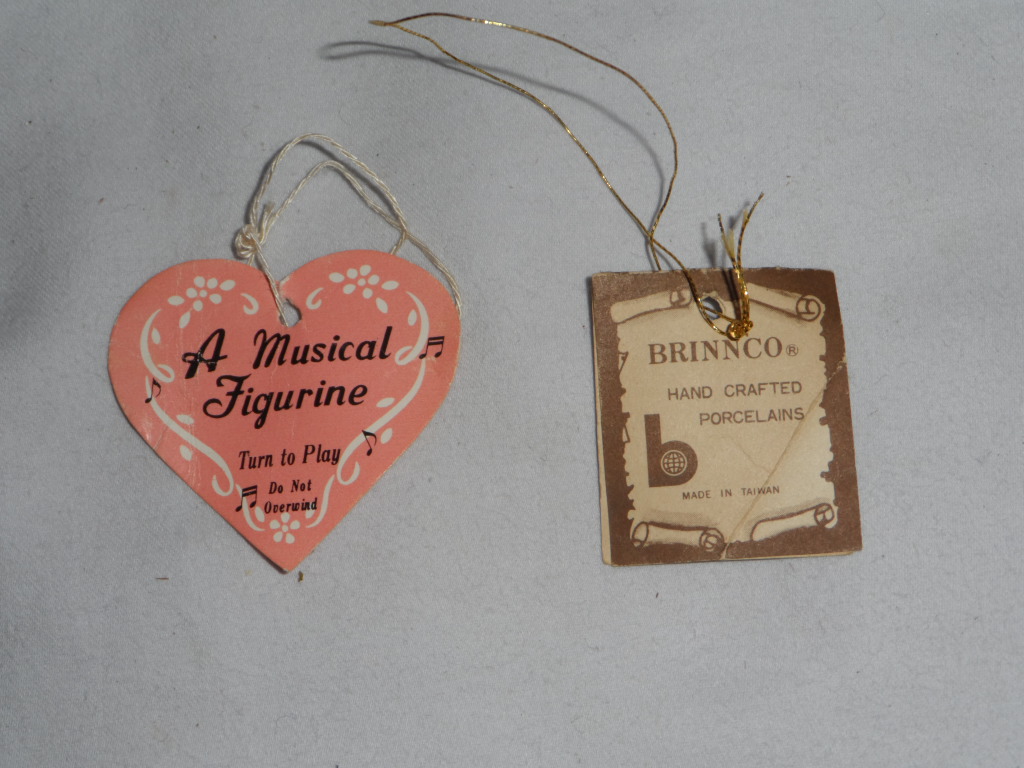 A Musical
Figurine
Turn to Play
Do Not
Overwind
BRINNCO®
HAND CRAFTED
PORCELAINS
b
MADE IN TAIWAN